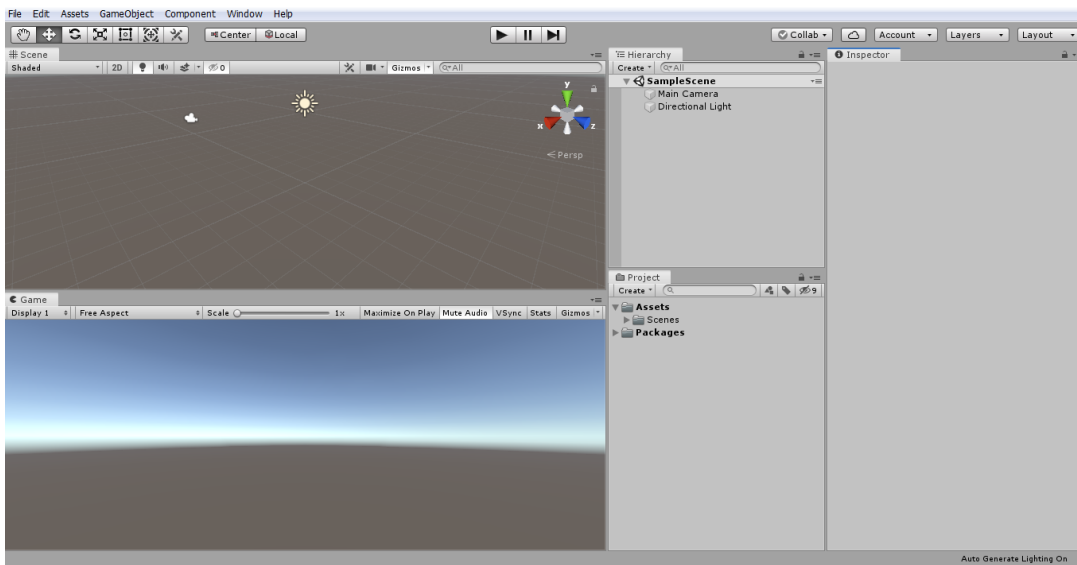 File Edit Assets GameObject Component Window Help
Center Local Collab Account Layers Layout
Scene
Shaded 2D 0 Gizmos All
y
x z
Persp
Game
Display 1 Free Aspect Scale 1x Maximize On Play Mute Audio VSync Stats Gizmos
Hierarchy
Create All
SampleScene
Main Camera
Directional Light
Project
Create 9
Assets
Scenes
Packages
Inspector
Auto Generate Lighting On